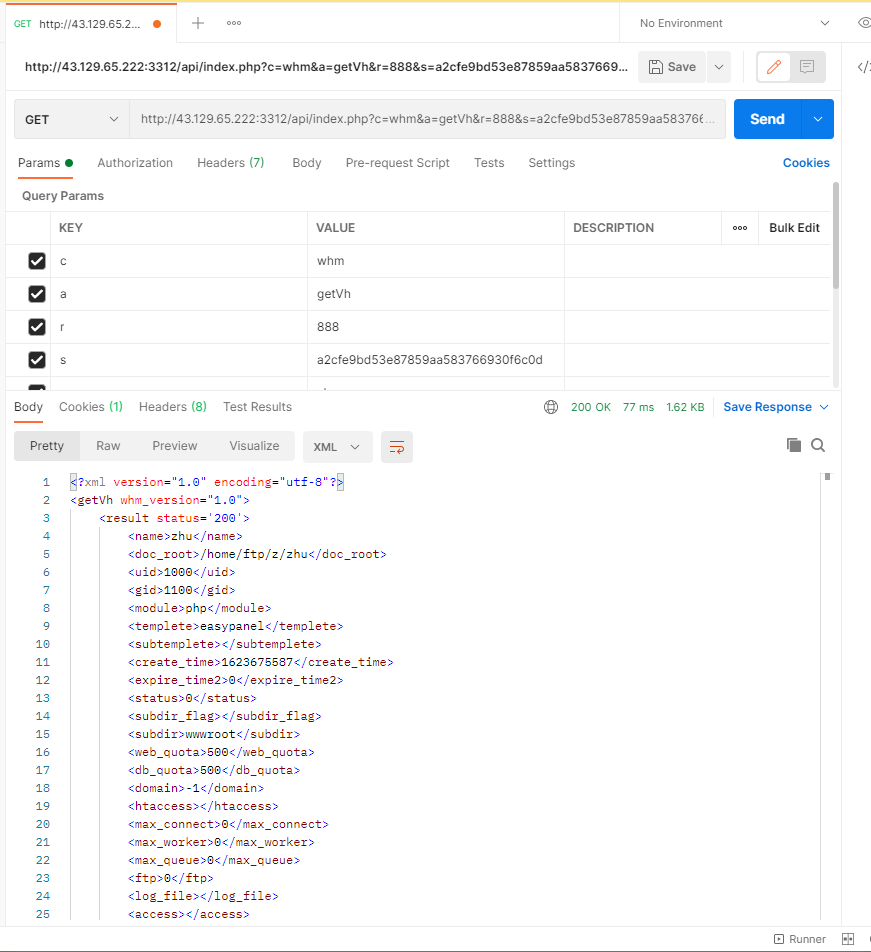 GET http://43.129.65.2...
No Environment
http://43.129.65.222:3312/api/index.php?c=whm&a=getVh&r=888&s=a2cfe9bd53e87859aa5837669...
Save
GET
http://43.129.65.222:3312/api/index.php?c=whm&a=getVh&r=888&s=a2cfe9bd53e87859aa58376...
Send
Params Authorization Headers (7) Body Pre-request Script Tests Settings Cookies
Query Params
KEY VALUE DESCRIPTION Bulk Edit
c whm
a getVh
r 888
s a2cfe9bd53e87859aa583766930f6c0d
Body Cookies (1) Headers (8) Test Results 200 OK 77 ms 1.62 KB Save Response
Pretty Raw Preview Visualize XML
1 <?xml version="1.0" encoding="utf-8"?>
2 <getVh whm_version="1.0">
3 <result status='200'>
4 <name>zhu</name>
5 <doc_root>/home/ftp/z/zhu</doc_root>
6 <uid>1000</uid>
7 <gid>1100</gid>
8 <module>php</module>
9 <templete>easypanel</templete>
10 <subtemplete></subtemplete>
11 <create_time>1623675587</create_time>
12 <expire_time2>0</expire_time2>
13 <status>0</status>
14 <subdir_flag></subdir_flag>
15 <subdir>wwwroot</subdir>
16 <web_quota>500</web_quota>
17 <db_quota>500</db_quota>
18 <domain>-1</domain>
19 <htaccess></htaccess>
20 <max_connect>0</max_connect>
21 <max_worker>0</max_worker>
22 <max_queue>0</max_queue>
23 <ftp>0</ftp>
24 <log_file></log_file>
25 <access></access>
Runner